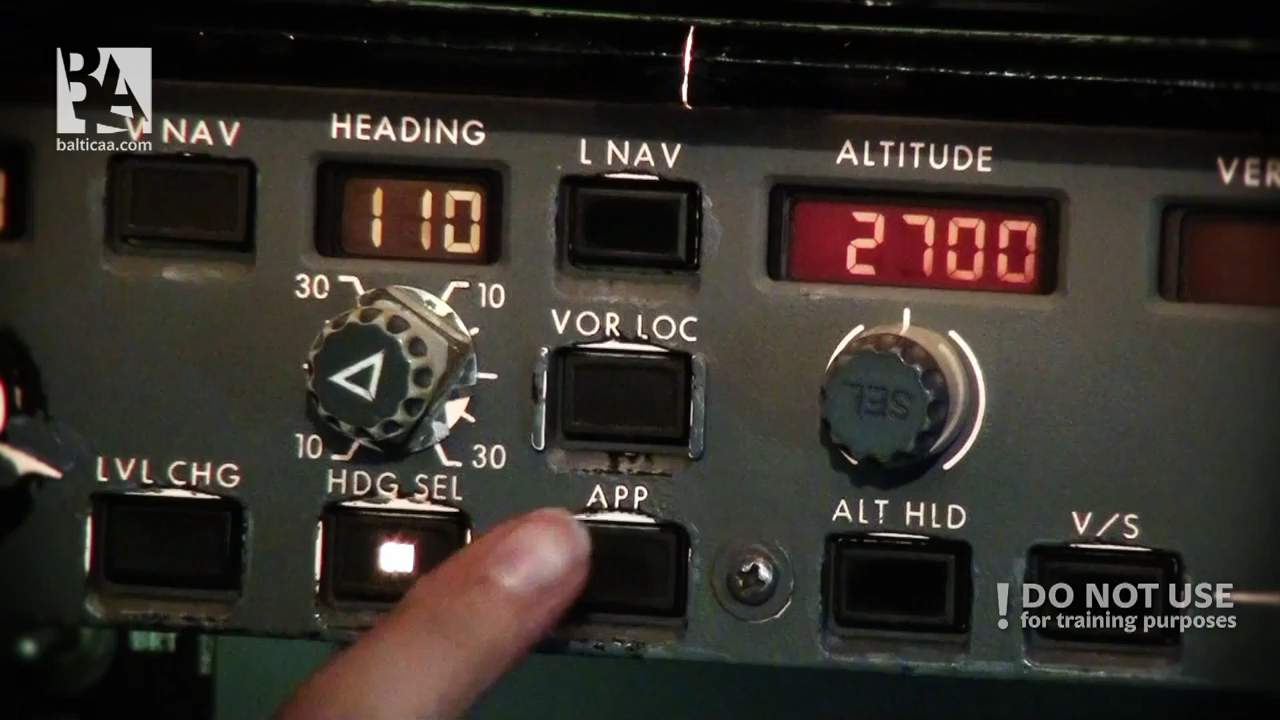 BA
balticaa.com
V NAV
HEADING
L NAV
ALTITUDE
VER
110
2700
30
10
VOR LOC
SEL
10
30
LVL CHG
HDG SEL
APP
ALT HLD
V/S
! DO NOT USE
for training purposes